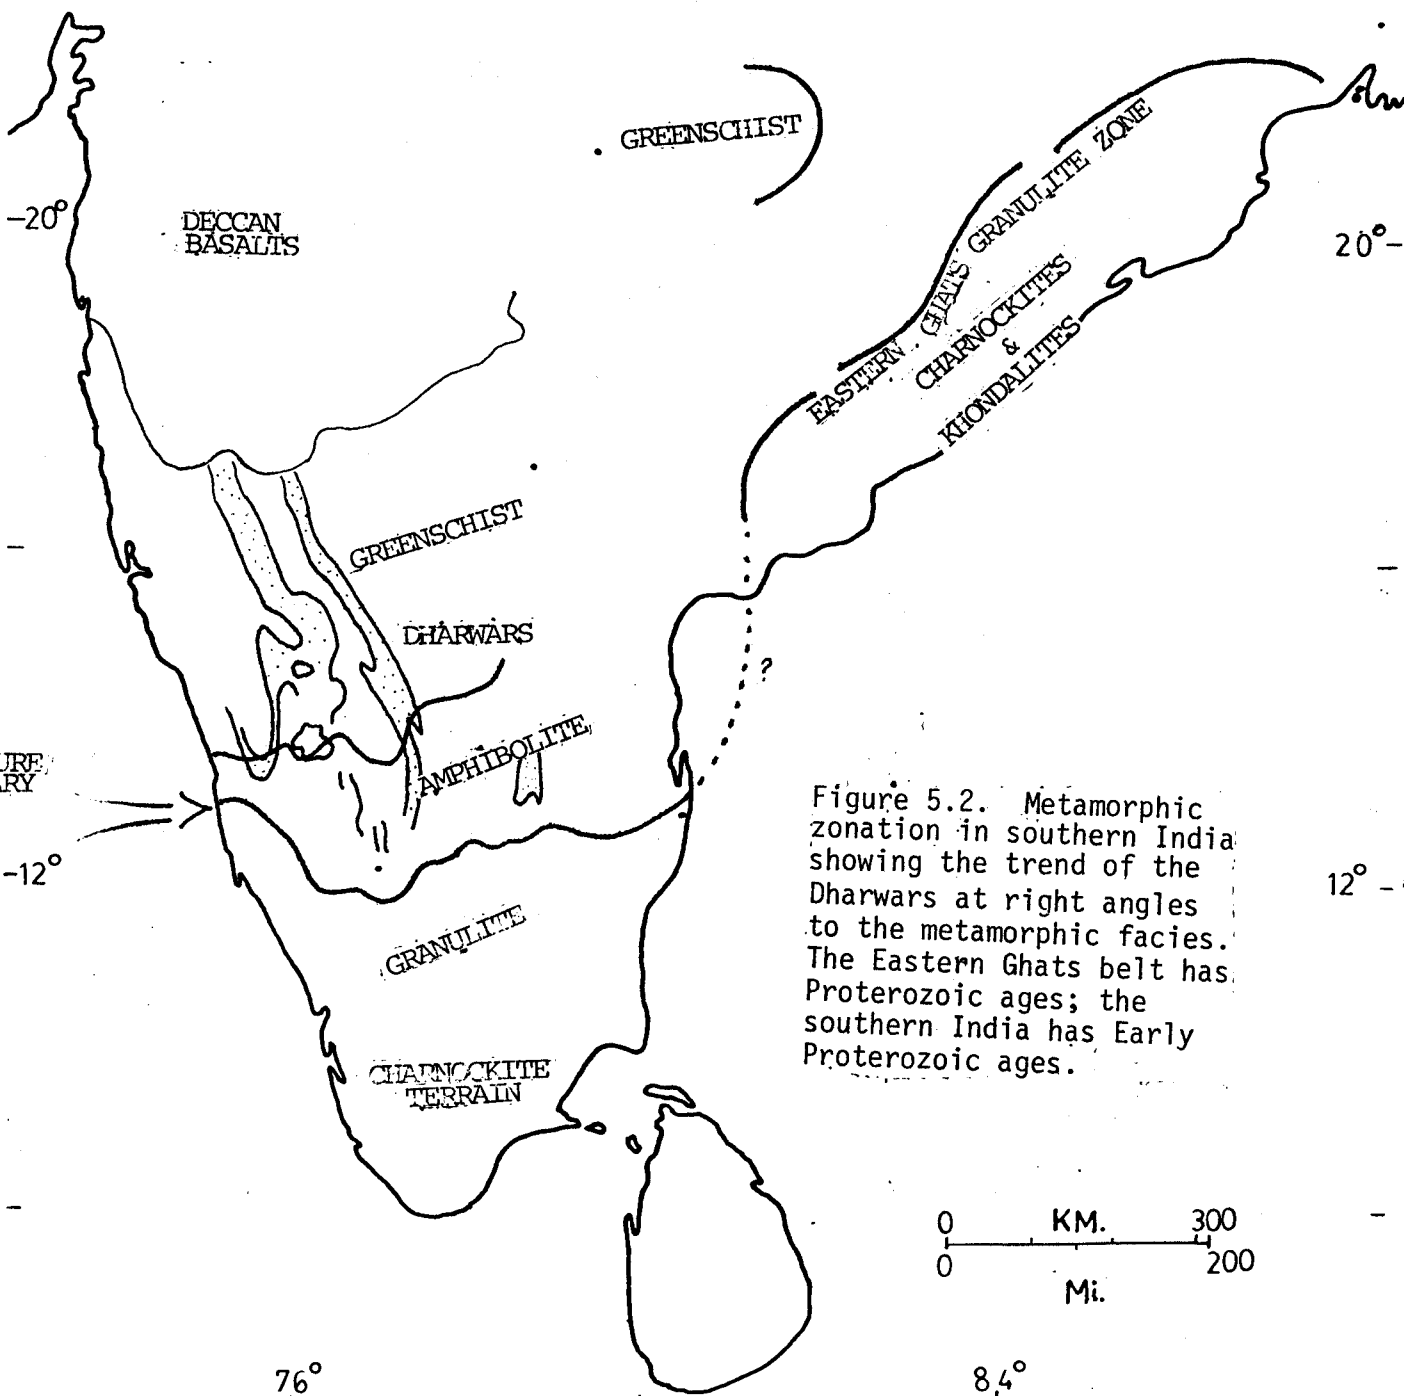 GREENSCHIST
-20°
DECCAN
BASALTS
20°-
EASTERN GHATS GRANULITE ZONE
CHARNOCKITES
&
KHONDALITES
GREENSCHIST
DHARWARS
?
AMPHIBOLITE
URE
RY
-12°
12° -
GRANULITE
CHARNOCKITE
TERRAIN
Figure 5.2. Metamorphic
zonation in southern India
showing the trend of the
Dharwars at right angles
to the metamorphic facies.
The Eastern Ghats belt has
Proterozoic ages; the
southern India has Early
Proterozoic ages.
0 KM. 300
0 200
Mi.
76°
84°